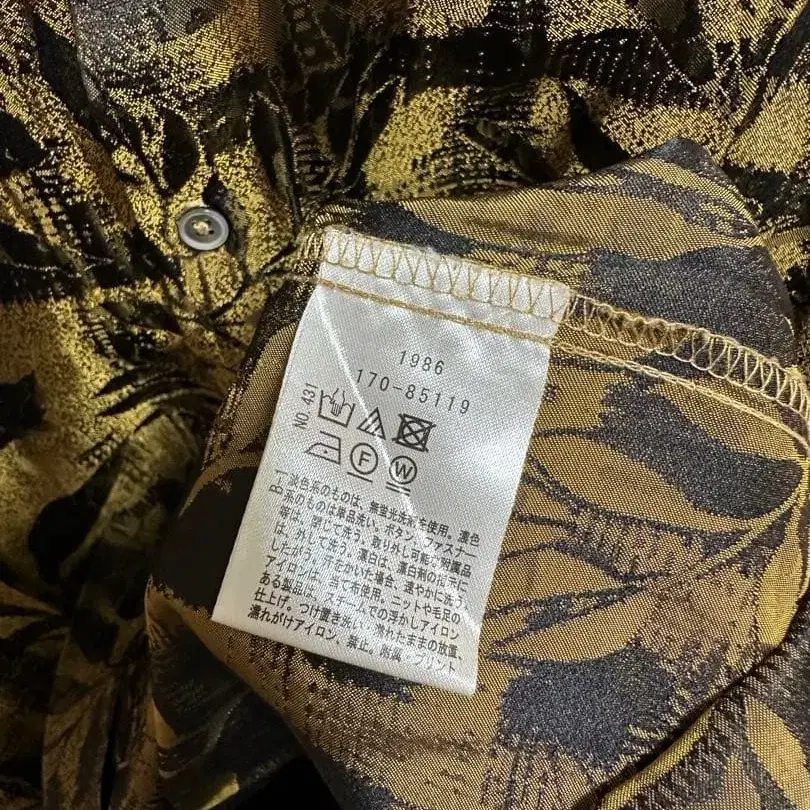 1986
170-85119
NO.431
F
W
淡色系のものは、無蛍光洗剤を使用。濃色
系のものは単品洗い。ボタン、ファスナー
等は、閉じて洗う。取り外し可能な附属品
は、外して洗う。漂白は、漂白剤の指示に
したがう。汗をかいた場合、速やかに洗う。
アイロンは、当て布使用。ニットや毛足の
ある製品は、スチームでの浮かしアイロン
仕上げ。つけ置き洗い、濡れたままの放置、
濡れがけアイロン、禁止。附属・プリント